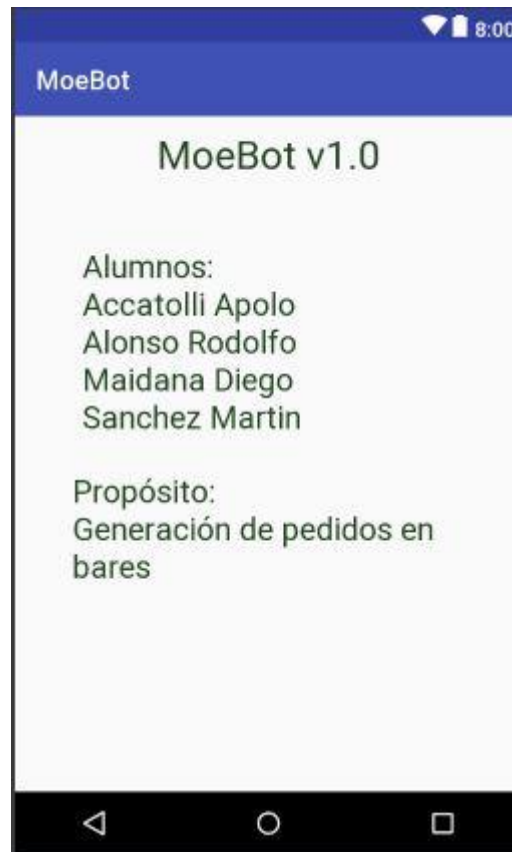 8:00
MoeBot
MoeBot v1.0
Alumnos:
Accatolli Apolo
Alonso Rodolfo
Maidana Diego
Sanchez Martin
Propósito:
Generación de pedidos en
bares